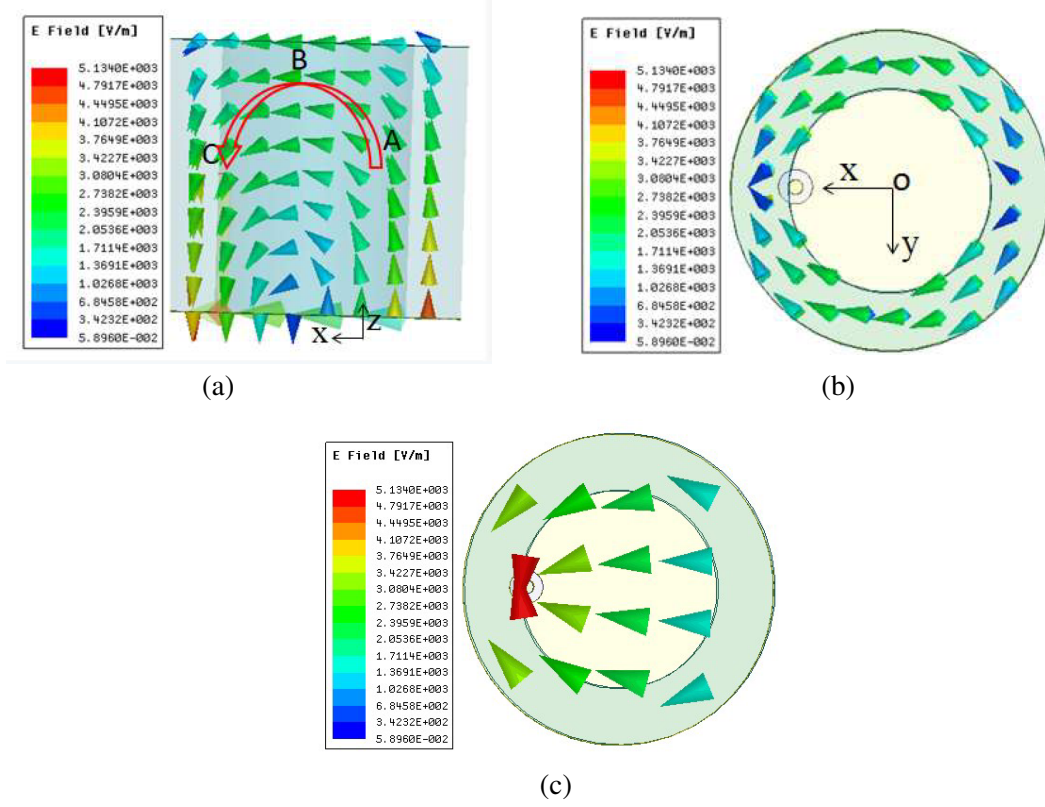 E Field [V/m]
5.1340E+003
4.7917E+003
4.4495E+003
4.1072E+003
3.7649E+003
3.4227E+003
3.0804E+003
2.7382E+003
2.3959E+003
2.0536E+003
1.7114E+003
1.3691E+003
1.0268E+003
6.8458E+002
3.4232E+002
5.8960E-002
B
A
C
x
z
(a)
E Field [V/m]
5.1340E+003
4.7917E+003
4.4495E+003
4.1072E+003
3.7649E+003
3.4227E+003
3.0804E+003
2.7382E+003
2.3959E+003
2.0536E+003
1.7114E+003
1.3691E+003
1.0268E+003
6.8458E+002
3.4232E+002
5.8960E-002
x
o
y
(b)
E Field [V/m]
5.1340E+003
4.7917E+003
4.4495E+003
4.1072E+003
3.7649E+003
3.4227E+003
3.0804E+003
2.7382E+003
2.3959E+003
2.0536E+003
1.7114E+003
1.3691E+003
1.0268E+003
6.8458E+002
3.4232E+002
5.8960E-002
(c)